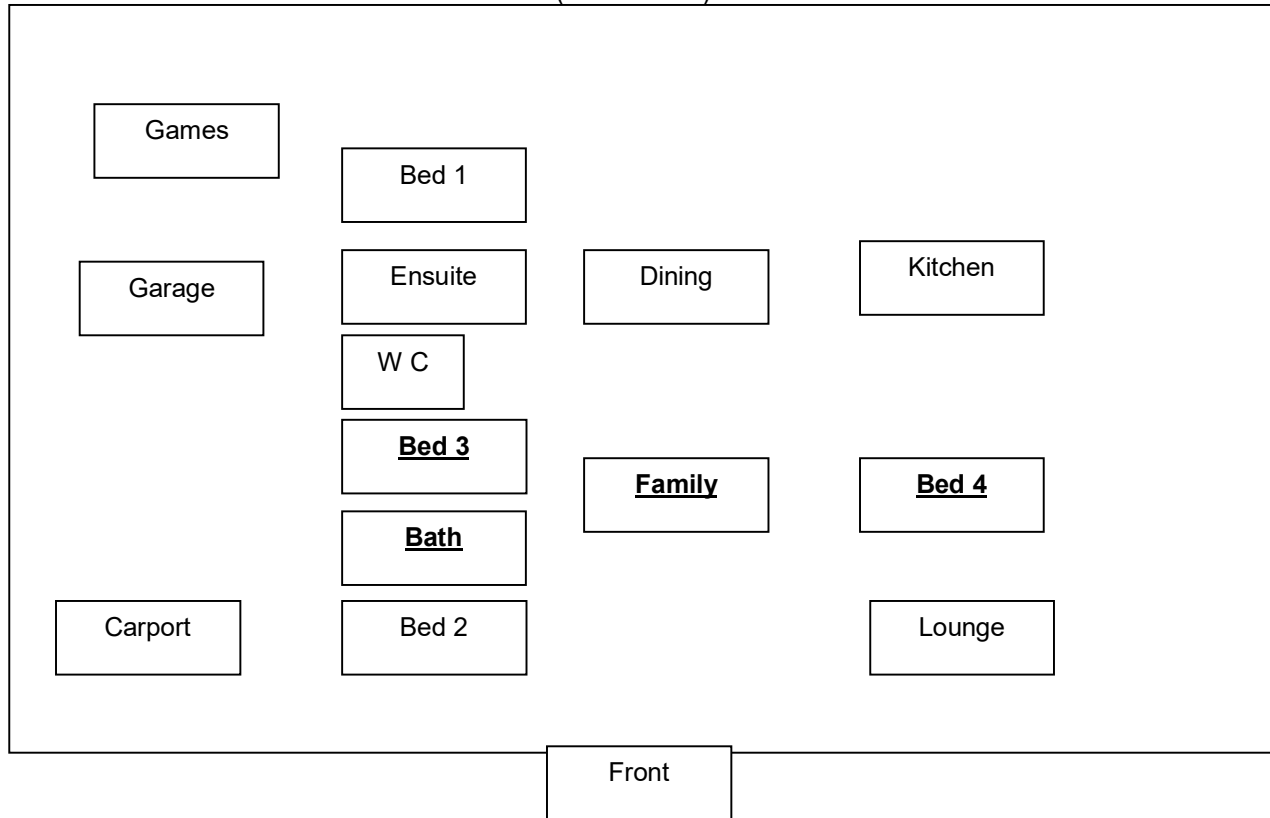 Games
Bed 1
Garage
Ensuite
Dining
Kitchen
W C
Bed 3
Family
Bed 4
Bath
Carport
Bed 2
Lounge
Front